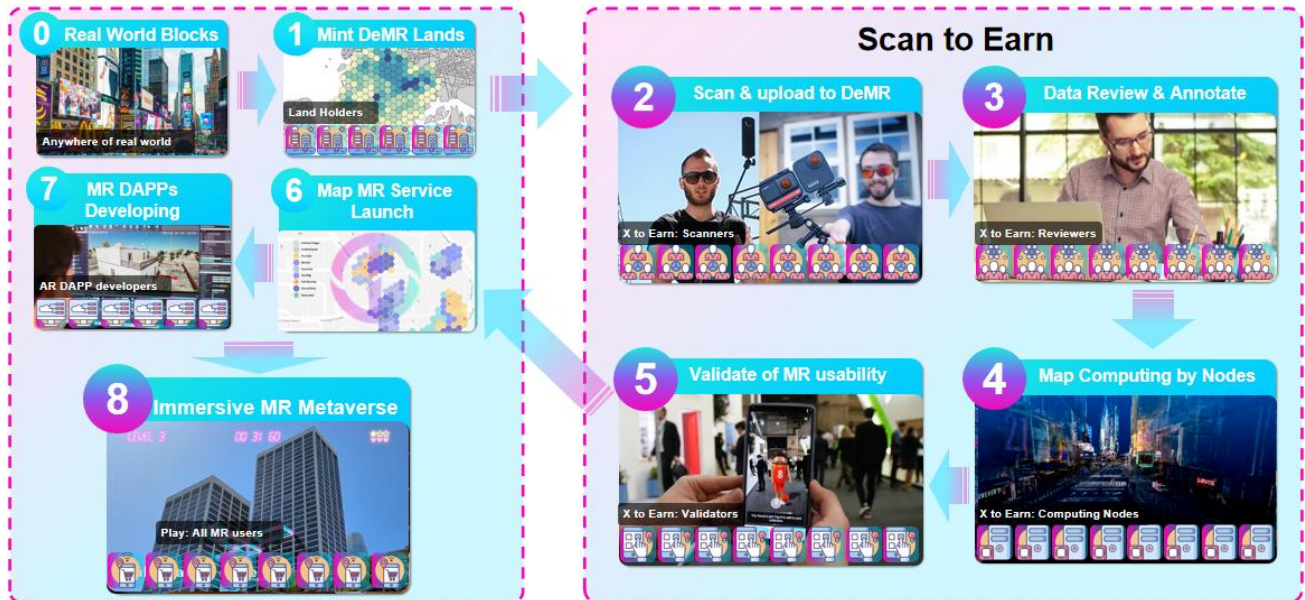 0 Real World Blocks
Anywhere of real world
1 Mint DeMR Lands
Land Holders
Scan to Earn
2 Scan & upload to DeMR
X to Earn: Scanners
3 Data Review & Annotate
X to Earn: Reviewers
7 MR DAPPs
Developing
AR DAPP developers
6 Map MR Service
Launch
5 Validate of MR usability
X to Earn: Validators
4 Map Computing by Nodes
X to Earn: Computing Nodes
8 Immersive MR Metaverse
LEVEL 3
00 31 60
Play: All MR users